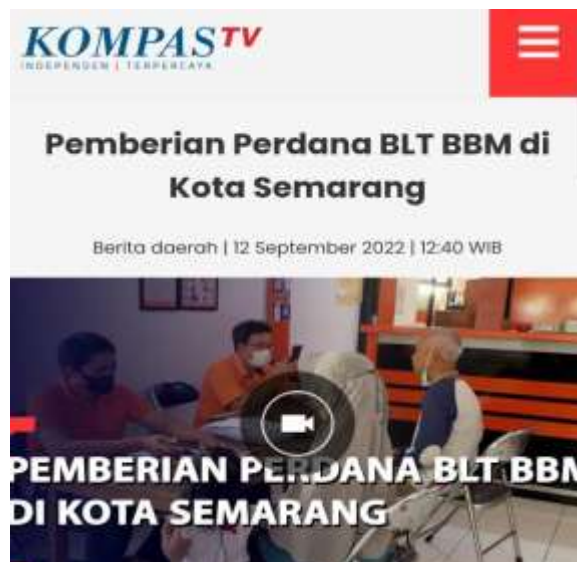 KOMPASTV
INDEPENDEN | TERPERCAYA
Pemberian Perdana BLT BBM di
Kota Semarang
Berita daerah | 12 September 2022 | 12:40 WIB
PEMBERIAN PERDANA BLT BBM
DI KOTA SEMARANG